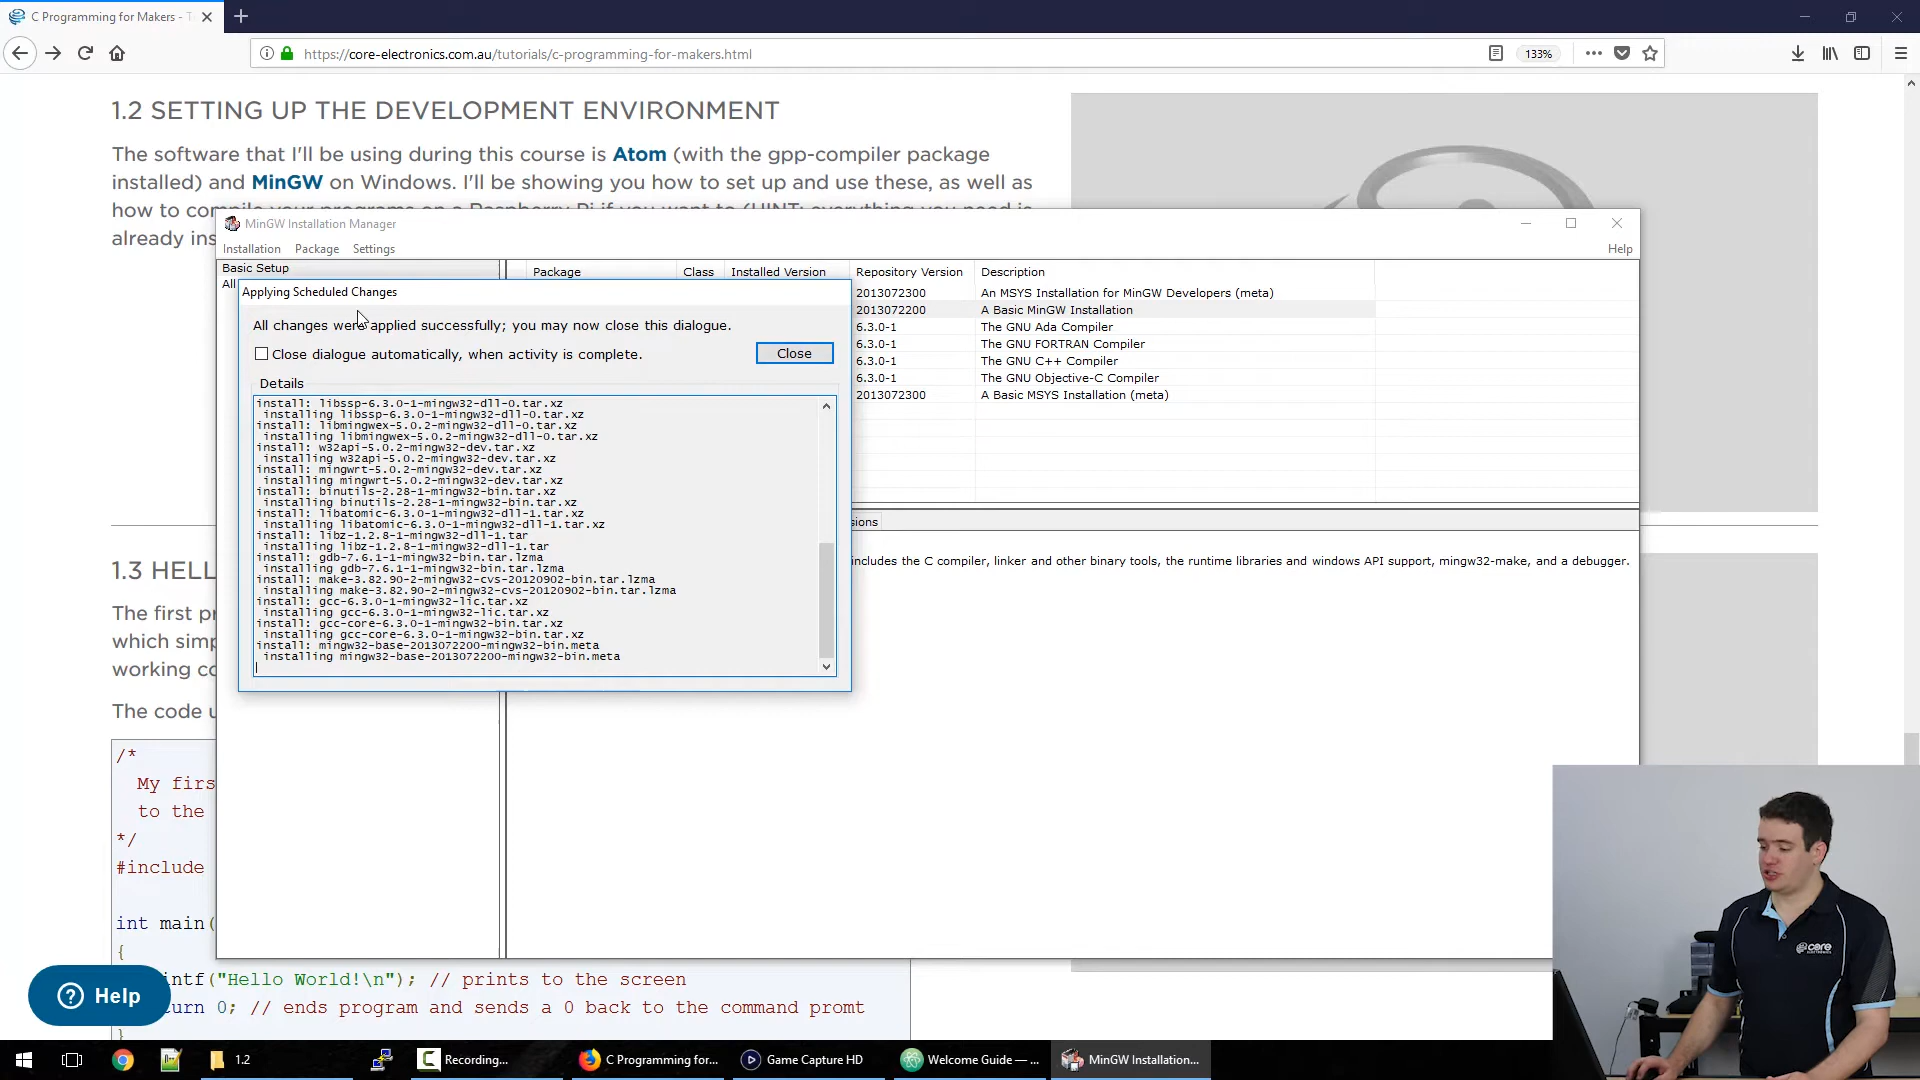 C Programming for Makers - T
https://core-electronics.com.au/tutorials/c-programming-for-makers.html
133%
1.2 SETTING UP THE DEVELOPMENT ENVIRONMENT
The software that I'll be using during this course is Atom (with the gpp-compiler package
installed) and MinGW on Windows. I'll be showing you how to set up and use these, as well as
how to compile your programs on a Raspberry Pi if you want to (HINT: everything you need is
already ins
MinGW Installation Manager
Installation Package Settings
Help
Basic Setup
All
Package Class Installed Version Repository Version Description
2013072300 An MSYS Installation for MinGW Developers (meta)
2013072200 A Basic MinGW Installation
6.3.0-1 The GNU Ada Compiler
6.3.0-1 The GNU FORTRAN Compiler
6.3.0-1 The GNU C++ Compiler
6.3.0-1 The GNU Objective-C Compiler
2013072300 A Basic MSYS Installation (meta)
sions
includes the C compiler, linker and other binary tools, the runtime libraries and windows API support, mingw32-make, and a debugger.
Applying Scheduled Changes
All changes were applied successfully; you may now close this dialogue.
Close dialogue automatically, when activity is complete.
Close
Details
install: libssp-6.3.0-1-mingw32-dll-0.tar.xz
installing libssp-6.3.0-1-mingw32-dll-0.tar.xz
install: libmingwex-5.0.2-mingw32-dll-0.tar.xz
installing libmingwex-5.0.2-mingw32-dll-0.tar.xz
install: w32api-5.0.2-mingw32-dev.tar.xz
installing w32api-5.0.2-mingw32-dev.tar.xz
install: mingwrt-5.0.2-mingw32-dev.tar.xz
installing mingwrt-5.0.2-mingw32-dev.tar.xz
install: binutils-2.28-1-mingw32-bin.tar.xz
installing binutils-2.28-1-mingw32-bin.tar.xz
install: libatomic-6.3.0-1-mingw32-dll-1.tar.xz
installing libatomic-6.3.0-1-mingw32-dll-1.tar.xz
install: libz-1.2.8-1-mingw32-dll-1.tar
installing libz-1.2.8-1-mingw32-dll-1.tar
install: gdb-7.6.1-1-mingw32-bin.tar.lzma
installing gdb-7.6.1-1-mingw32-bin.tar.lzma
install: make-3.82.90-2-mingw32-cvs-20120902-bin.tar.lzma
installing make-3.82.90-2-mingw32-cvs-20120902-bin.tar.lzma
install: gcc-6.3.0-1-mingw32-lic.tar.xz
installing gcc-6.3.0-1-mingw32-lic.tar.xz
install: gcc-core-6.3.0-1-mingw32-bin.tar.xz
installing gcc-core-6.3.0-1-mingw32-bin.tar.xz
install: mingw32-base-2013072200-mingw32-bin.meta
installing mingw32-base-2013072200-mingw32-bin.meta
1.3 HELL
The first pr
which simp
working co
The code u
/*
My firs
to the
*/
#include
int main(
{
intf("Hello World!\n"); // prints to the screen
urn 0; // ends program and sends a 0 back to the command promt
}
Help
core
ELECTRONICS
1.2
Recording...
C Programming for...
Game Capture HD
Welcome Guide — ...
MinGW Installation...